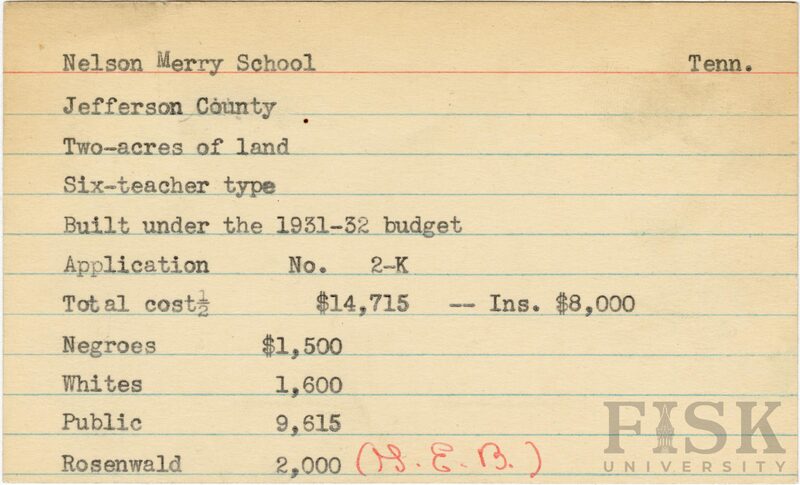 Nelson Merry School Tenn.
Jefferson County
Two-acres of land
Six-teacher type
Built under the 1931-32 budget
Application No. 2-K
Total cost½ $14,715 -- Ins. $8,000
Negroes $1,500
Whites 1,600
Public 9,615
Rosenwald 2,000 (G. E. B.)
FISK
UNIVERSITY